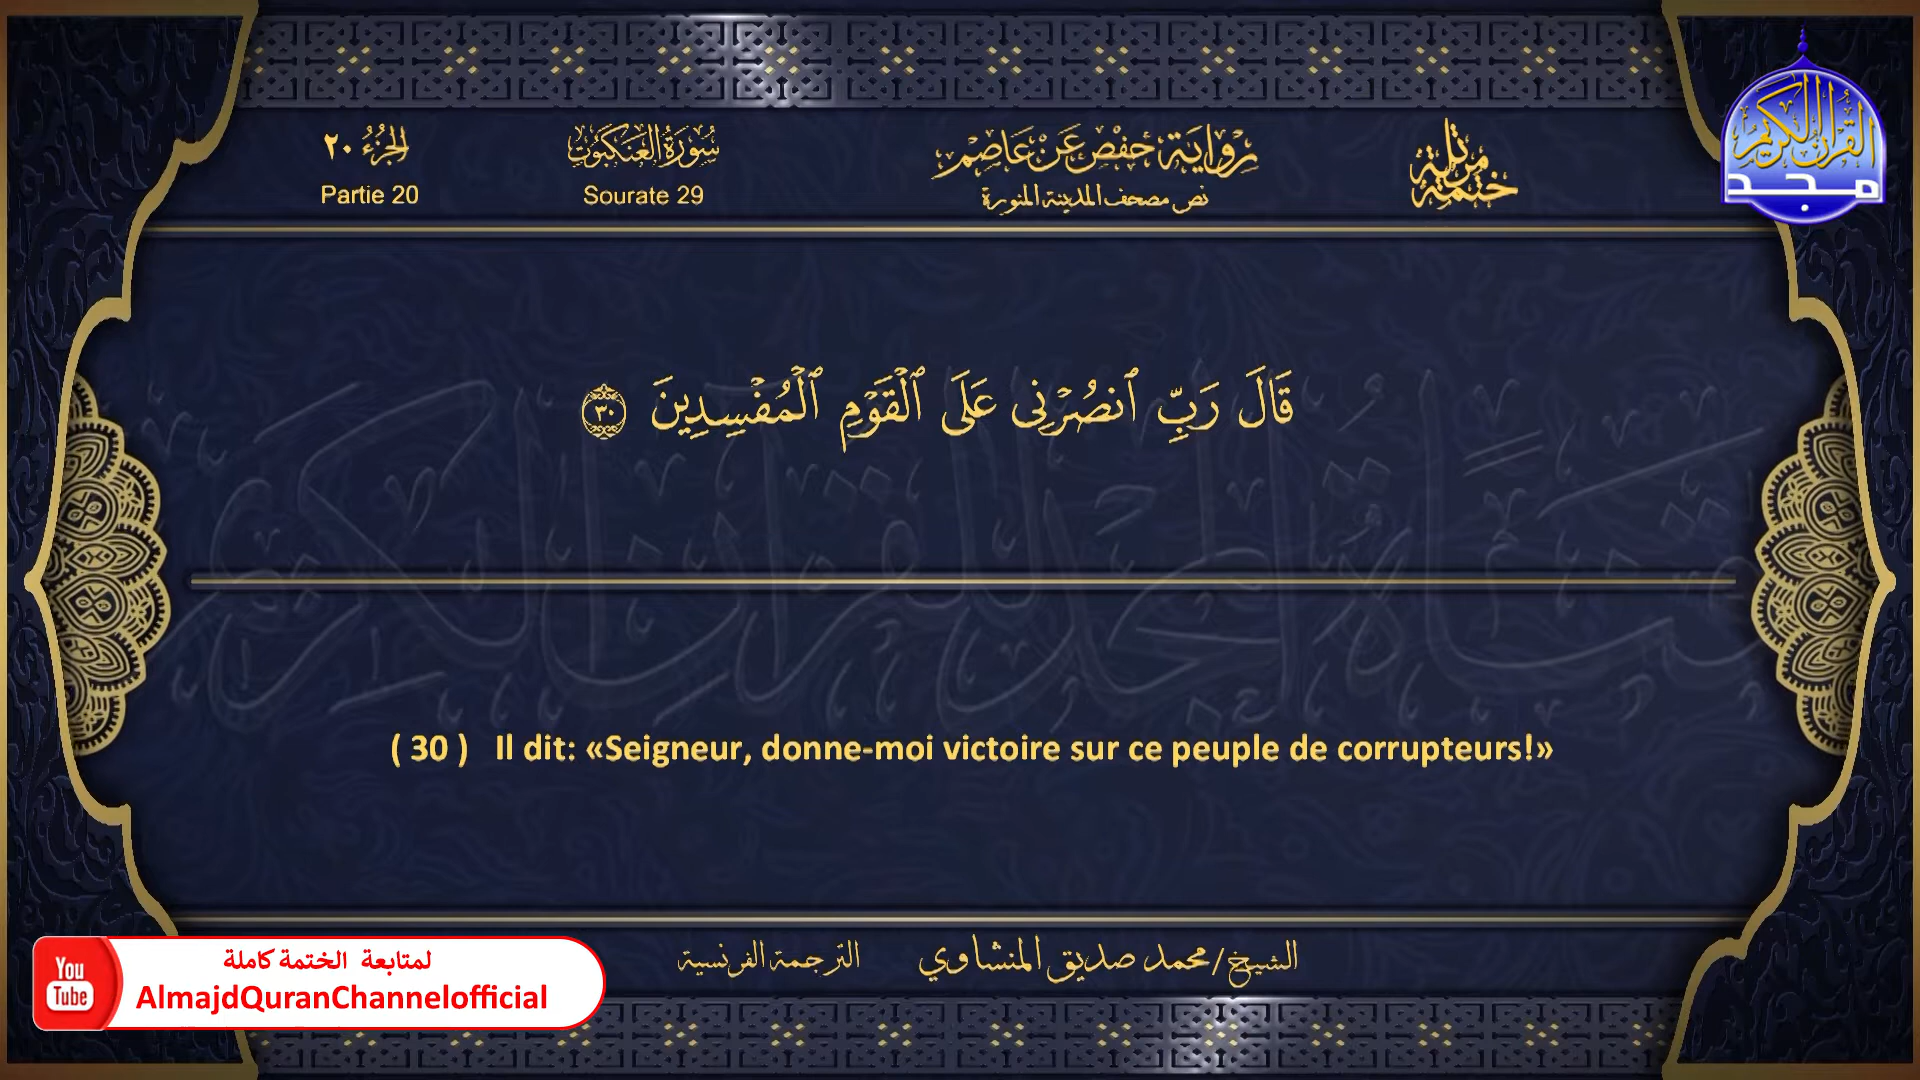 القرآن الكريم
مجد
ختمة مرتلة
رواية: حفص عن عاصم
نص مصحف المدينة المنورة
سورة العنكبوت
Sourate 29
الجزء ٢٠
Partie 20
قَالَ رَبِّ ٱنصُرْنِى عَلَى ٱلْقَوْمِ ٱلْمُفْسِدِينَ ٣٠
( 30 ) Il dit: «Seigneur, donne-moi victoire sur ce peuple de corrupteurs!»
الشيخ/محمد صديق المنشاوي
الترجمة الفرنسية
You
Tube
لمتابعة الختمة كاملة
AlmajdQuranChannelofficial